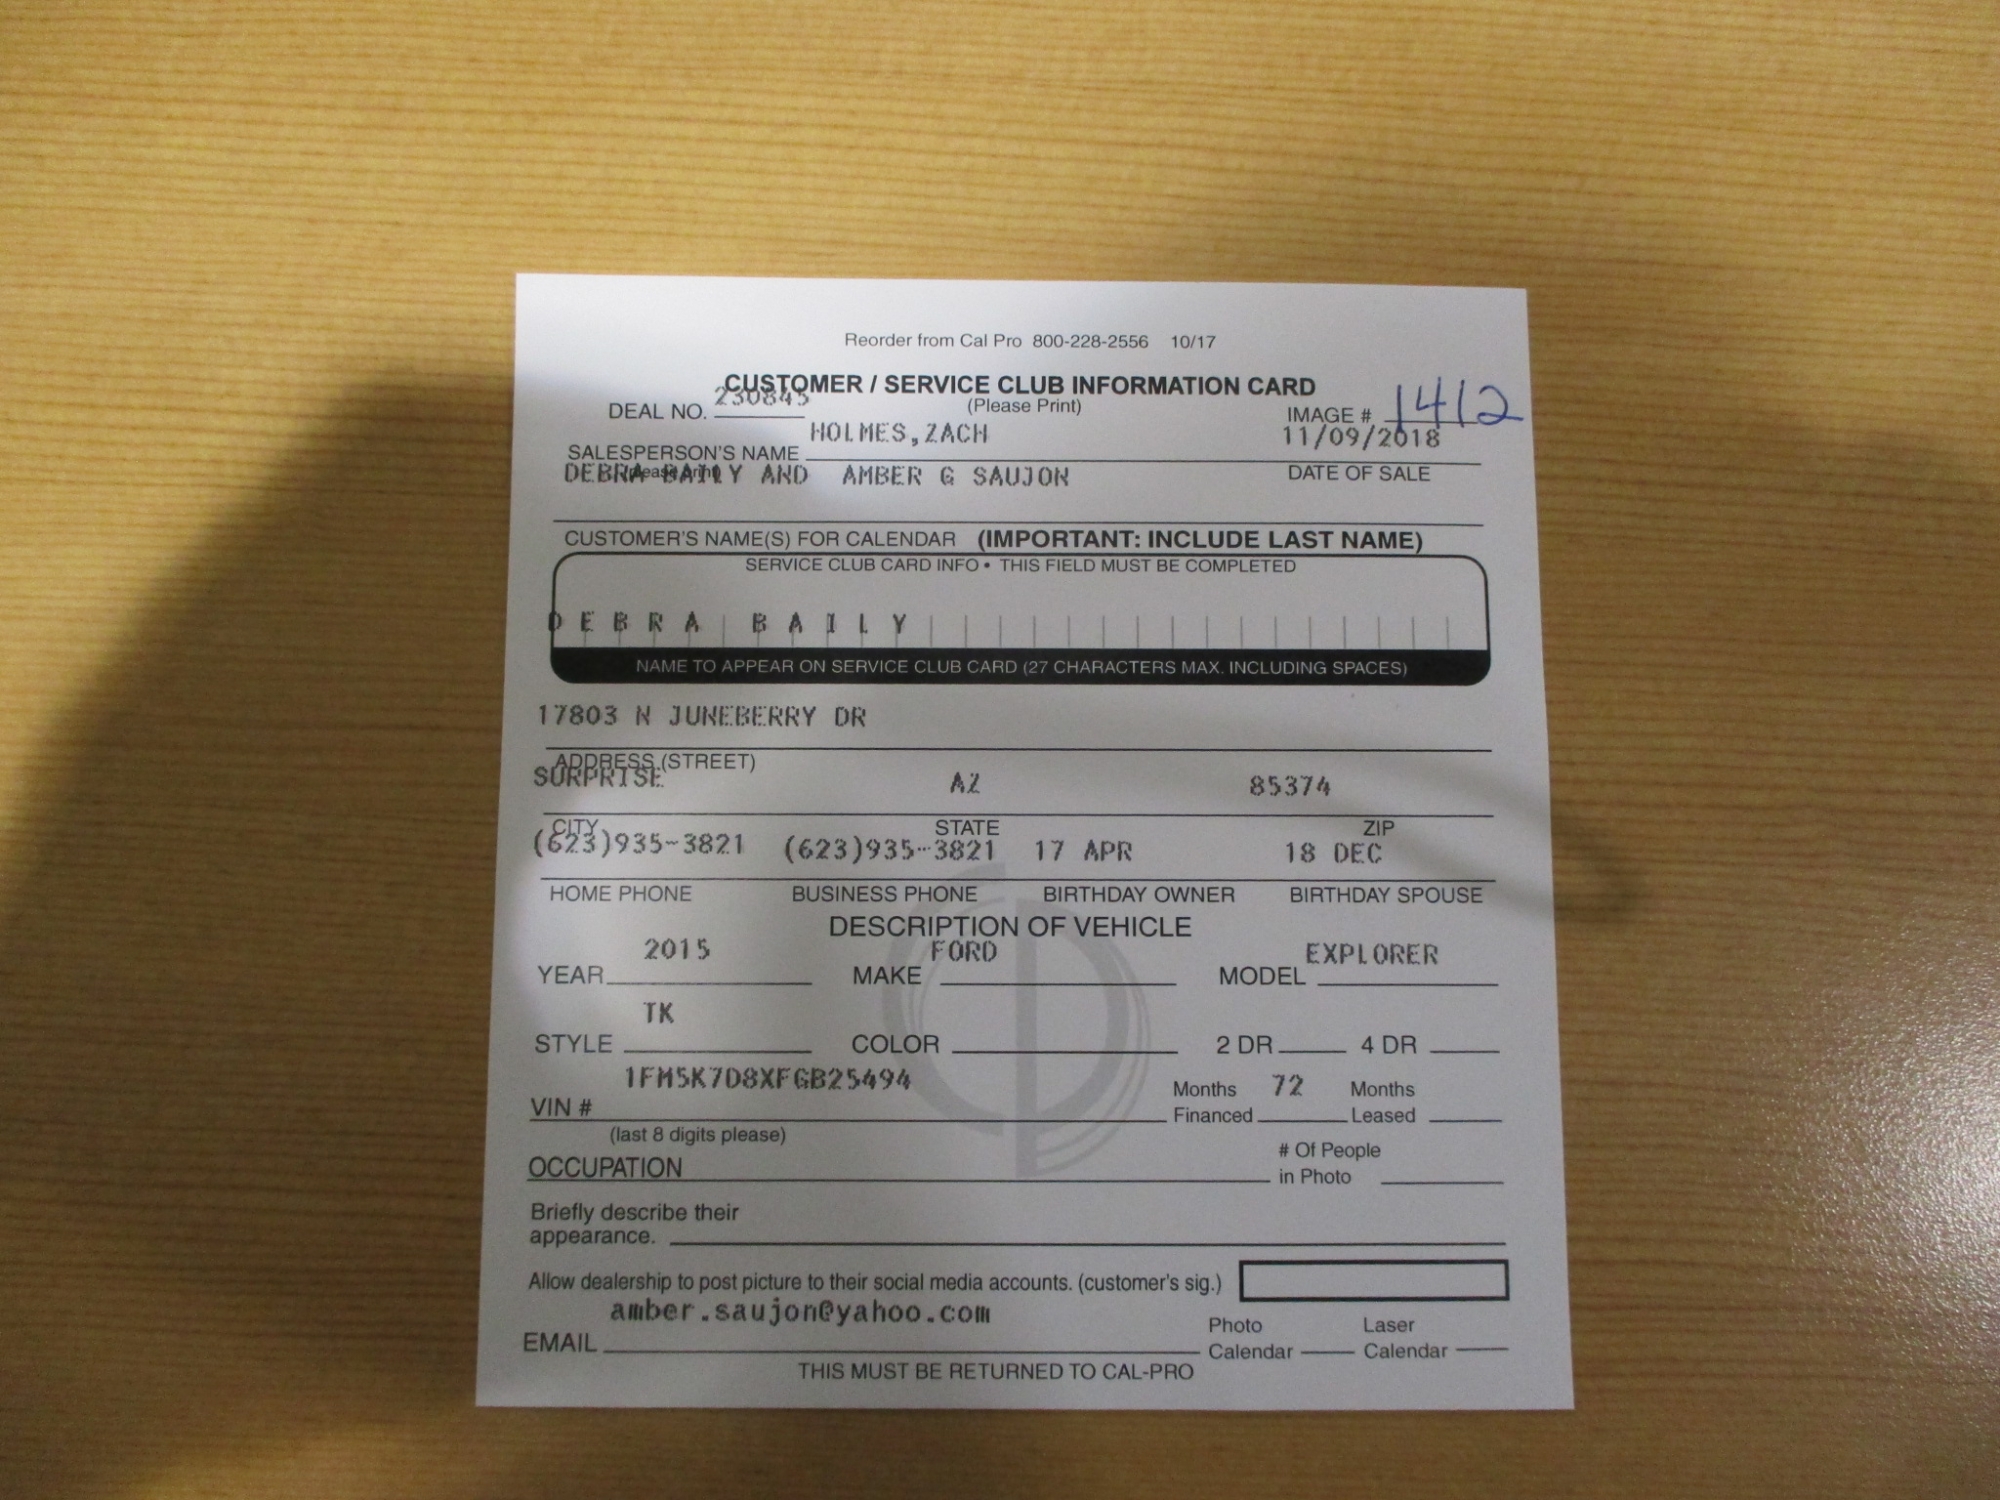 Reorder from Cal Pro 800-228-2556 10/17
CUSTOMER / SERVICE CLUB INFORMATION CARD
(Please Print)
DEAL NO. 230845
IMAGE # 1412
SALESPERSON'S NAME HOLMES,ZACH
11/09/2018
(please print)
DATE OF SALE
DEBRA BAILY AND AMBER G SAUJON
CUSTOMER'S NAME(S) FOR CALENDAR (IMPORTANT: INCLUDE LAST NAME)
SERVICE CLUB CARD INFO • THIS FIELD MUST BE COMPLETED
DEBRA BAILY
NAME TO APPEAR ON SERVICE CLUB CARD (27 CHARACTERS MAX. INCLUDING SPACES)
17803 N JUNEBERRY DR
ADDRESS (STREET)
SURPRISE AZ 85374
CITY STATE ZIP
(623)935-3821 (623)935-3821 17 APR 18 DEC
HOME PHONE BUSINESS PHONE BIRTHDAY OWNER BIRTHDAY SPOUSE
DESCRIPTION OF VEHICLE
YEAR 2015 MAKE FORD MODEL EXPLORER
STYLE TK COLOR 2 DR 4 DR
VIN # 1FM5K7D8XFGB25494
Months Financed 72 Months Leased
(last 8 digits please)
OCCUPATION
# Of People in Photo
Briefly describe their
appearance.
Allow dealership to post picture to their social media accounts. (customer's sig.)
EMAIL amber.saujon@yahoo.com
Photo Calendar Laser Calendar
THIS MUST BE RETURNED TO CAL-PRO